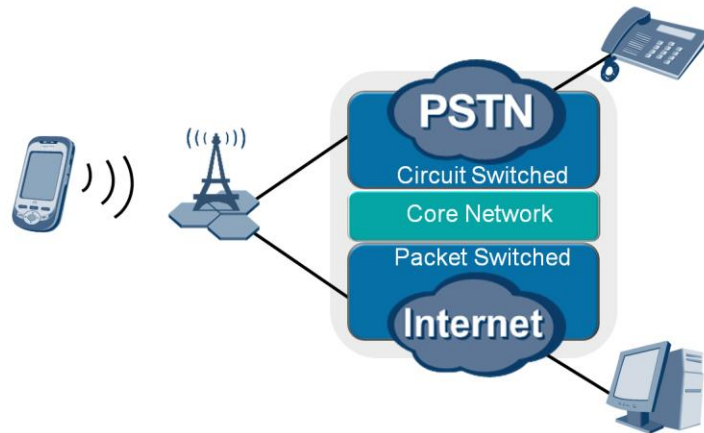 PSTN
Circuit Switched
Core Network
Packet Switched
Internet